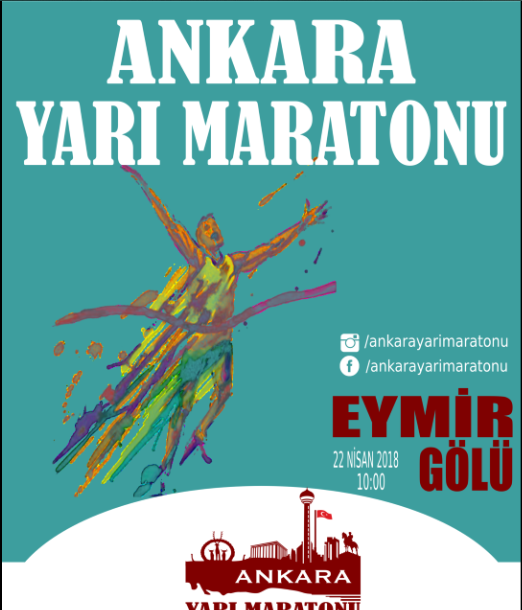 ANKARA
YARI MARATONU
/ankarayarimaratonu
/ankarayarimaratonu
EYMİR
GÖLÜ
22 NİSAN 2018
10:00
ANKARA
YARI MARATONU